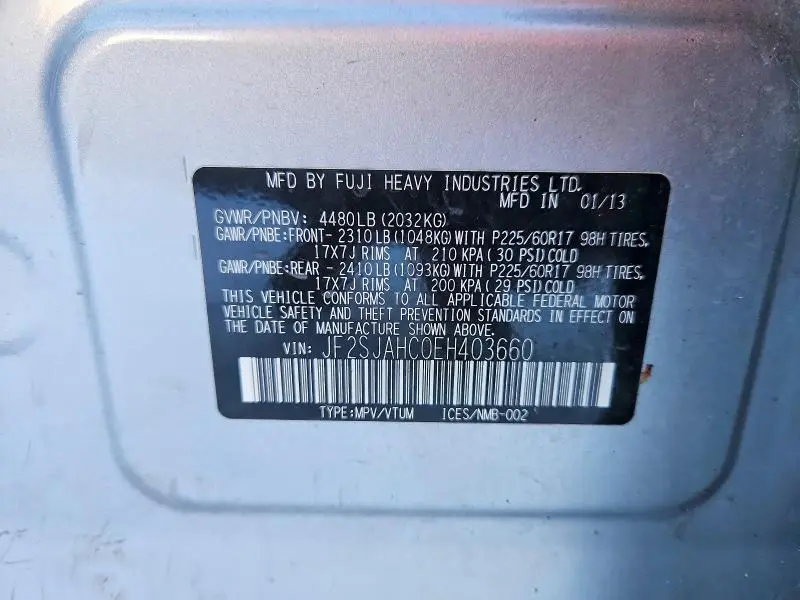 MFD BY FUJI HEAVY INDUSTRIES LTD.
MFD IN 01/13
GVWR/PNBV: 4480LB (2032KG)
GAWR/PNBE:FRONT- 2310LB (1048KG) WITH P225/60R17 98H TIRES,
17X7J RIMS AT 210 KPA ( 30 PSI) COLD
GAWR/PNBE:REAR - 2410LB (1093KG) WITH P225/60R17 98H TIRES,
17X7J RIMS AT 200 KPA ( 29 PSI) COLD
THIS VEHICLE CONFORMS TO ALL APPLICABLE FEDERAL MOTOR
VEHICLE SAFETY AND THEFT PREVENTION STANDARDS IN EFFECT ON
THE DATE OF MANUFACTURE SHOWN ABOVE.
VIN: JF2SJAHC0EH403660
TYPE:MPV/VTUM ICES/NMB-002